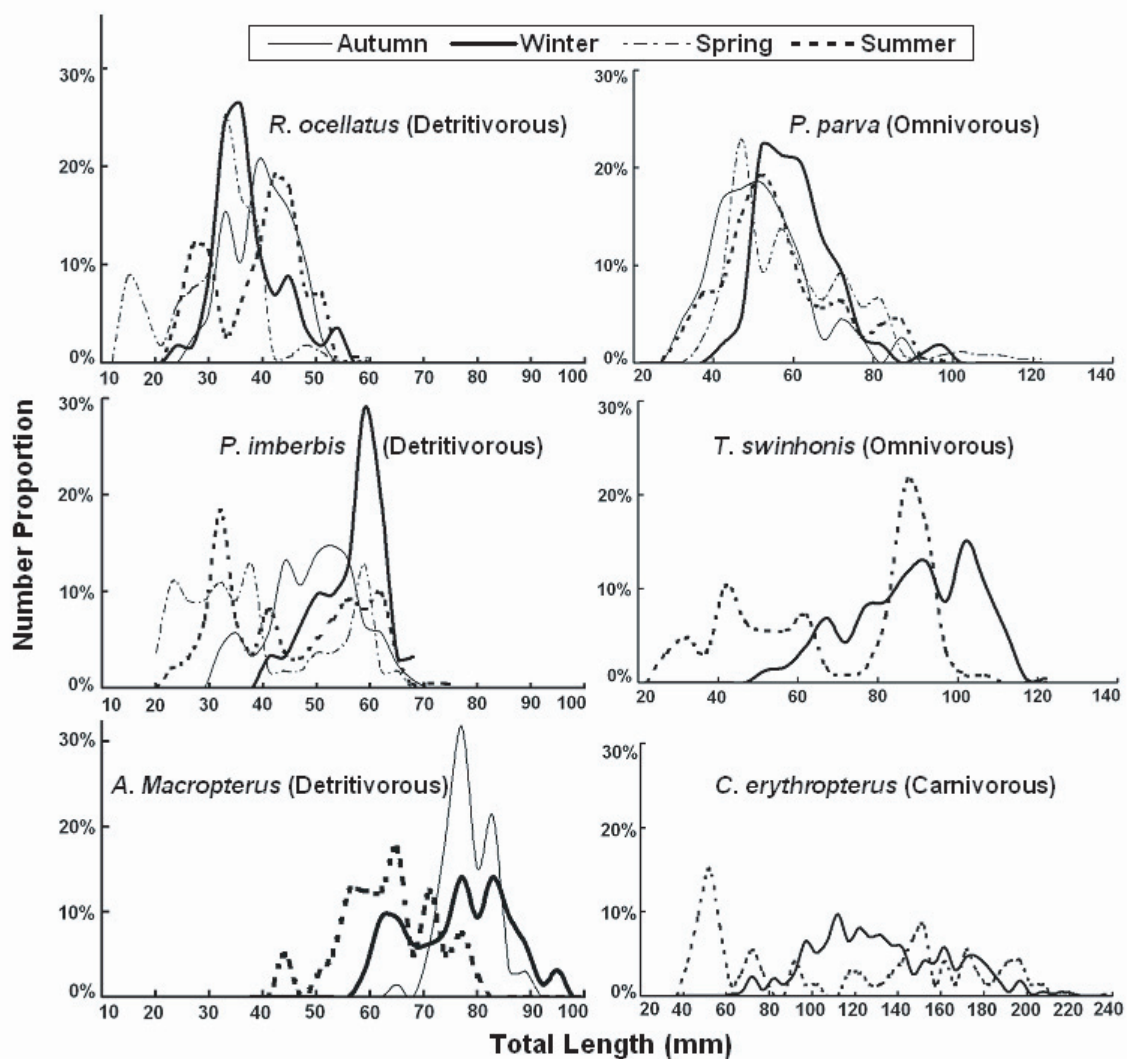 Autumn Winter Spring Summer
30%
20%
10%
0%
R. ocellatus (Detritivorous)
10 20 30 40 50 60 70 80 90 100
30%
20%
10%
0%
P. parva (Omnivorous)
20 40 60 80 100 120 140
30%
20%
10%
0%
P. imberbis (Detritivorous)
10 20 30 40 50 60 70 80 90 100
30%
20%
10%
0%
T. swinhonis (Omnivorous)
20 40 60 80 100 120 140
30%
20%
10%
0%
A. Macropterus (Detritivorous)
10 20 30 40 50 60 70 80 90 100
30%
20%
10%
0%
C. erythropterus (Carnivorous)
20 40 60 80 100 120 140 160 180 200 220 240
Number Proportion
Total Length (mm)